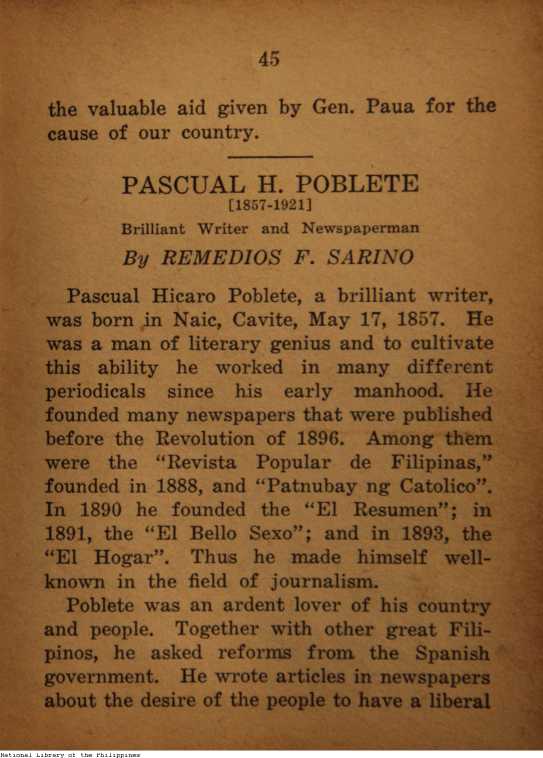 45
the valuable aid given by Gen. Paua for the
cause of our country.
PASCUAL H. POBLETE
[1857-1921]
Brilliant Writer and Newspaperman
By REMEDIOS F. SARINO
Pascual Hicaro Poblete, a brilliant writer,
was born in Naic, Cavite, May 17, 1857. He
was a man of literary genius and to cultivate
this ability he worked in many different
periodicals since his early manhood. He
founded many newspapers that were published
before the Revolution of 1896. Among them
were the “Revista Popular de Filipinas,”
founded in 1888, and “Patnubay ng Catolico”.
In 1890 he founded the “El Resumen”; in
1891, the “El Bello Sexo”; and in 1893, the
“El Hogar”. Thus he made himself well-
known in the field of journalism.
Poblete was an ardent lover of his country
and people. Together with other great Fili-
pinos, he asked reforms from the Spanish
government. He wrote articles in newspapers
about the desire of the people to have a liberal
National Library of the Philippines